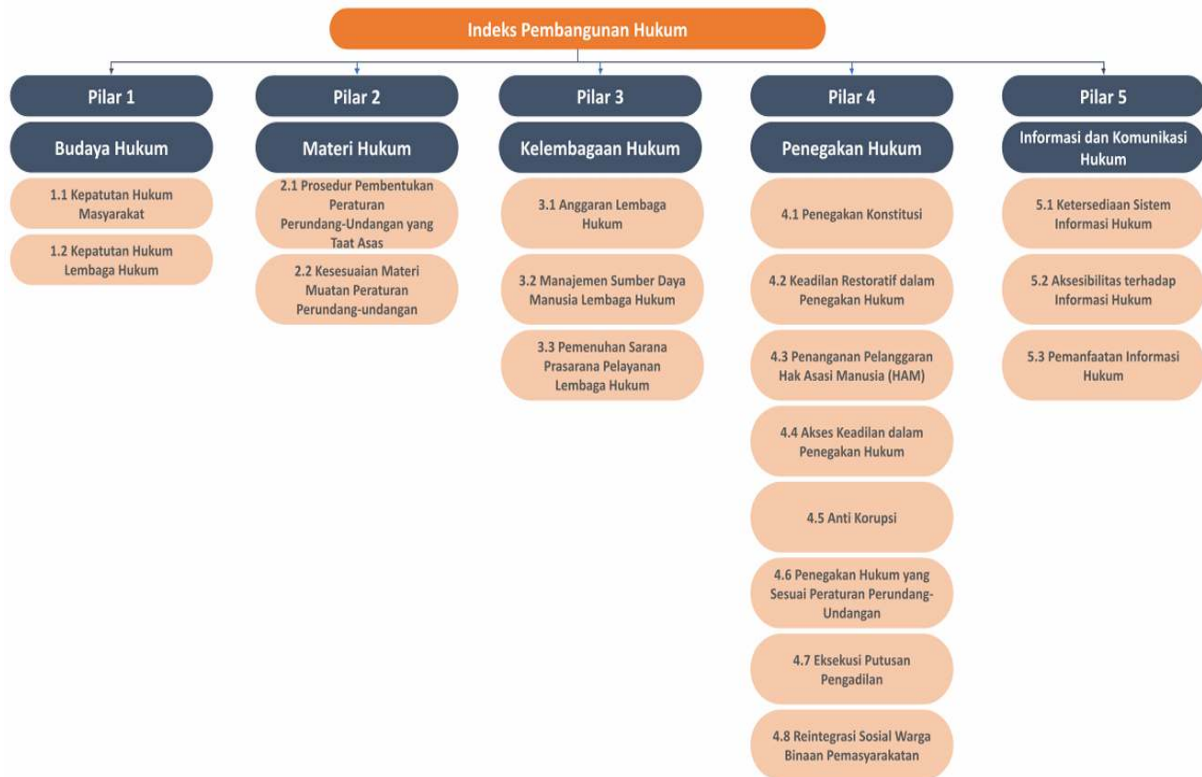 Indeks Pembangunan Hukum
Pilar 1
Budaya Hukum
1.1 Kepatutan Hukum
Masyarakat
1.2 Kepatutan Hukum
Lembaga Hukum
Pilar 2
Materi Hukum
2.1 Prosedur Pembentukan
Peraturan
Perundang-Undangan yang
Taat Asas
2.2 Kesesuaian Materi
Muatan Peraturan
Perundang-undangan
Pilar 3
Kelembagaan Hukum
3.1 Anggaran Lembaga
Hukum
3.2 Manajemen Sumber Daya
Manusia Lembaga Hukum
3.3 Pemenuhan Sarana
Prasarana Pelayanan
Lembaga Hukum
Pilar 4
Penegakan Hukum
4.1 Penegakan Konstitusi
4.2 Keadilan Restoratif dalam
Penegakan Hukum
4.3 Penanganan Pelanggaran
Hak Asasi Manusia (HAM)
4.4 Akses Keadilan dalam
Penegakan Hukum
4.5 Anti Korupsi
4.6 Penegakan Hukum yang
Sesuai Peraturan Perundang-
Undangan
4.7 Eksekusi Putusan
Pengadilan
4.8 Reintegrasi Sosial Warga
Binaan Pemasyarakatan
Pilar 5
Informasi dan Komunikasi
Hukum
5.1 Ketersediaan Sistem
Informasi Hukum
5.2 Aksesibilitas terhadap
Informasi Hukum
5.3 Pemanfaatan Informasi
Hukum